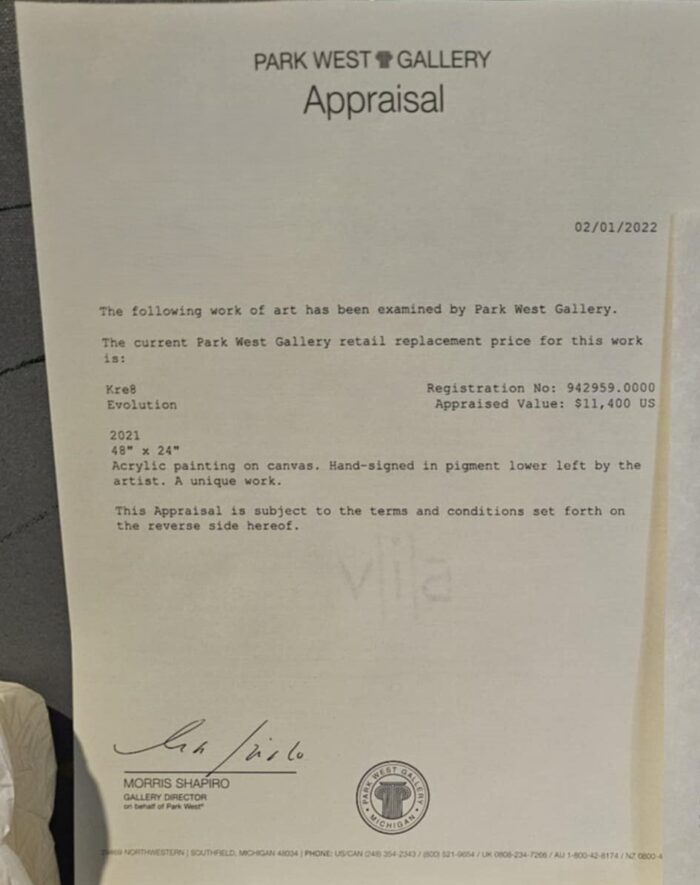 PARK WEST GALLERY
Appraisal
02/01/2022
The following work of art has been examined by Park West Gallery.
The current Park West Gallery retail replacement price for this work
is:
Kre8
Evolution
Registration No: 942959.0000
Appraised Value: $11,400 US
2021
48" x 24"
Acrylic painting on canvas. Hand-signed in pigment lower left by the
artist. A unique work.
This Appraisal is subject to the terms and conditions set forth on
the reverse side hereof.
MORRIS SHAPIRO
GALLERY DIRECTOR
on behalf of Park West®
PARK WEST GALLERY
• MICHIGAN •
NORTHWESTERN | SOUTHFIELD, MICHIGAN 48034 | PHONE: US/CAN (248) 354-2343 / (800) 521-9654 / UK 0808-234-7266 / AU 1-800-42-8174 / NZ 0800-4